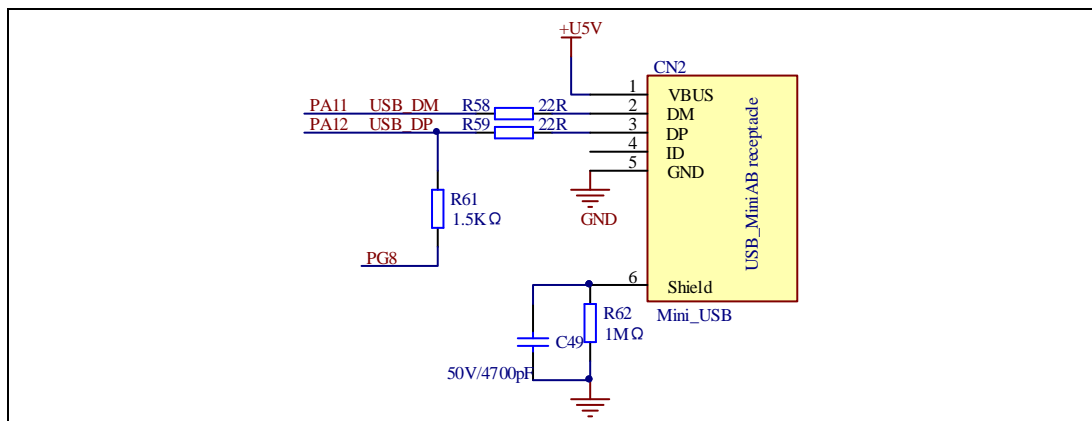 +U5V
CN2
1 VBUS
PA11 USB_DM R58 22R 2 DM
PA12 USB_DP R59 22R 3 DP
4 ID
5 GND
USB_MiniAB receptacle
R61
1.5KΩ
GND
PG8
6 Shield
R62
1MΩ
Mini_USB
C49
50V/4700pF